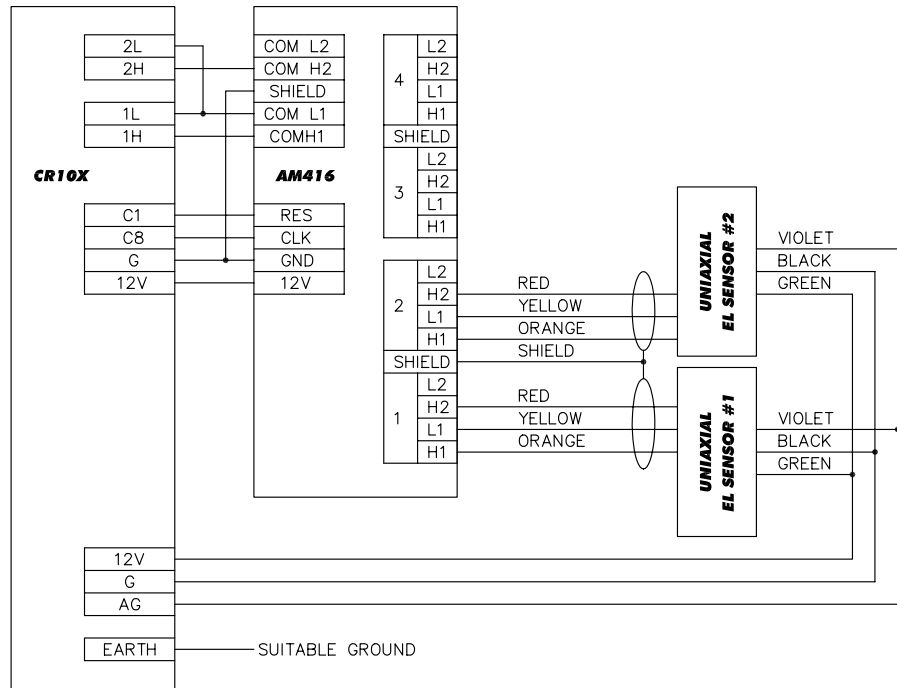 2L
2H
1L
1H
CR10X
C1
C8
G
12V
12V
G
AG
EARTH
SUITABLE GROUND
COM L2
COM H2
SHIELD
COM L1
COMH1
AM416
RES
CLK
GND
12V
4
L2
H2
L1
H1
SHIELD
3
L2
H2
L1
H1
2
L2
H2
L1
H1
SHIELD
1
L2
H2
L1
H1
RED
YELLOW
ORANGE
SHIELD
RED
YELLOW
ORANGE
UNIAXIAL
EL SENSOR #2
VIOLET
BLACK
GREEN
UNIAXIAL
EL SENSOR #1
VIOLET
BLACK
GREEN